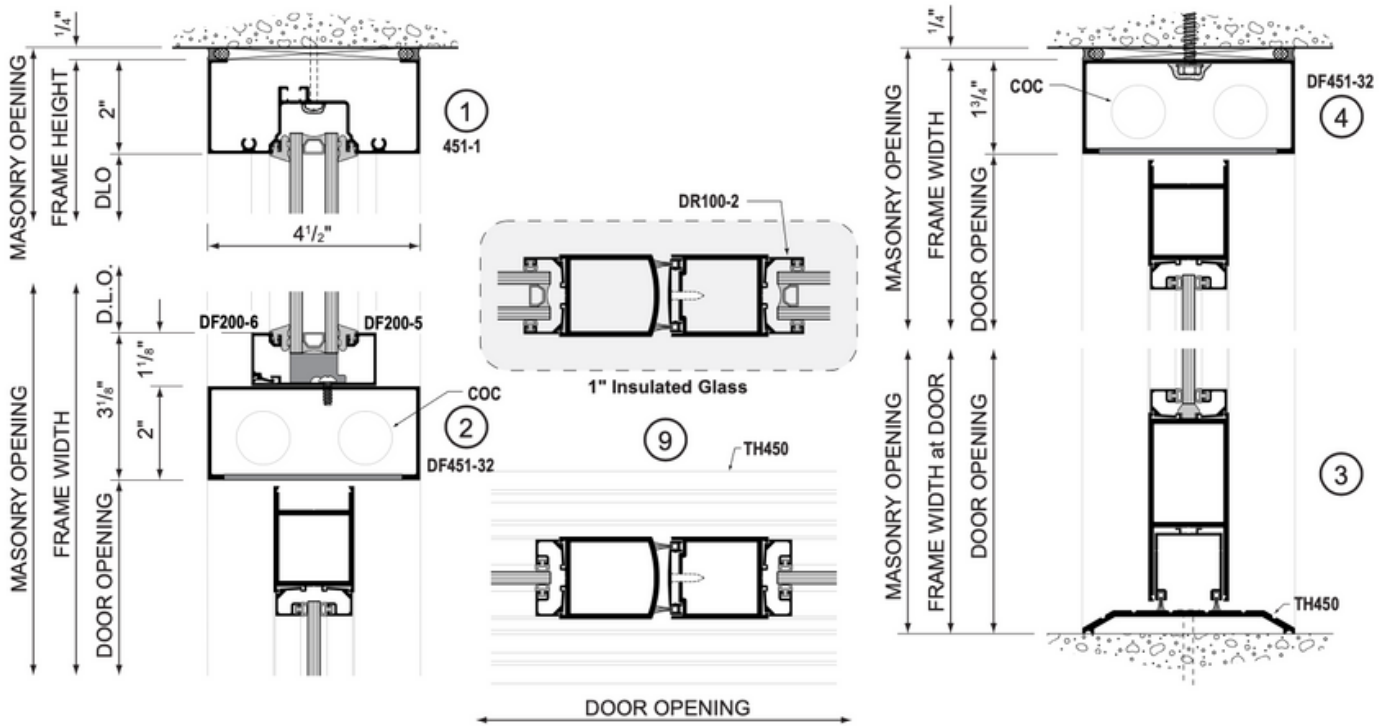 1/4"
MASONRY OPENING
FRAME HEIGHT
2"
DLO
1
451-1
4 1/2"
MASONRY OPENING
FRAME WIDTH
D.L.O.
DF200-6
DF200-5
1 1/8"
3 1/8"
2"
COC
2
DF451-32
DOOR OPENING
DR100-2
1" Insulated Glass
9
TH450
DOOR OPENING
1/4"
MASONRY OPENING
FRAME WIDTH
1 3/4"
DOOR OPENING
COC
DF451-32
4
MASONRY OPENING
FRAME WIDTH at DOOR
DOOR OPENING
3
TH450